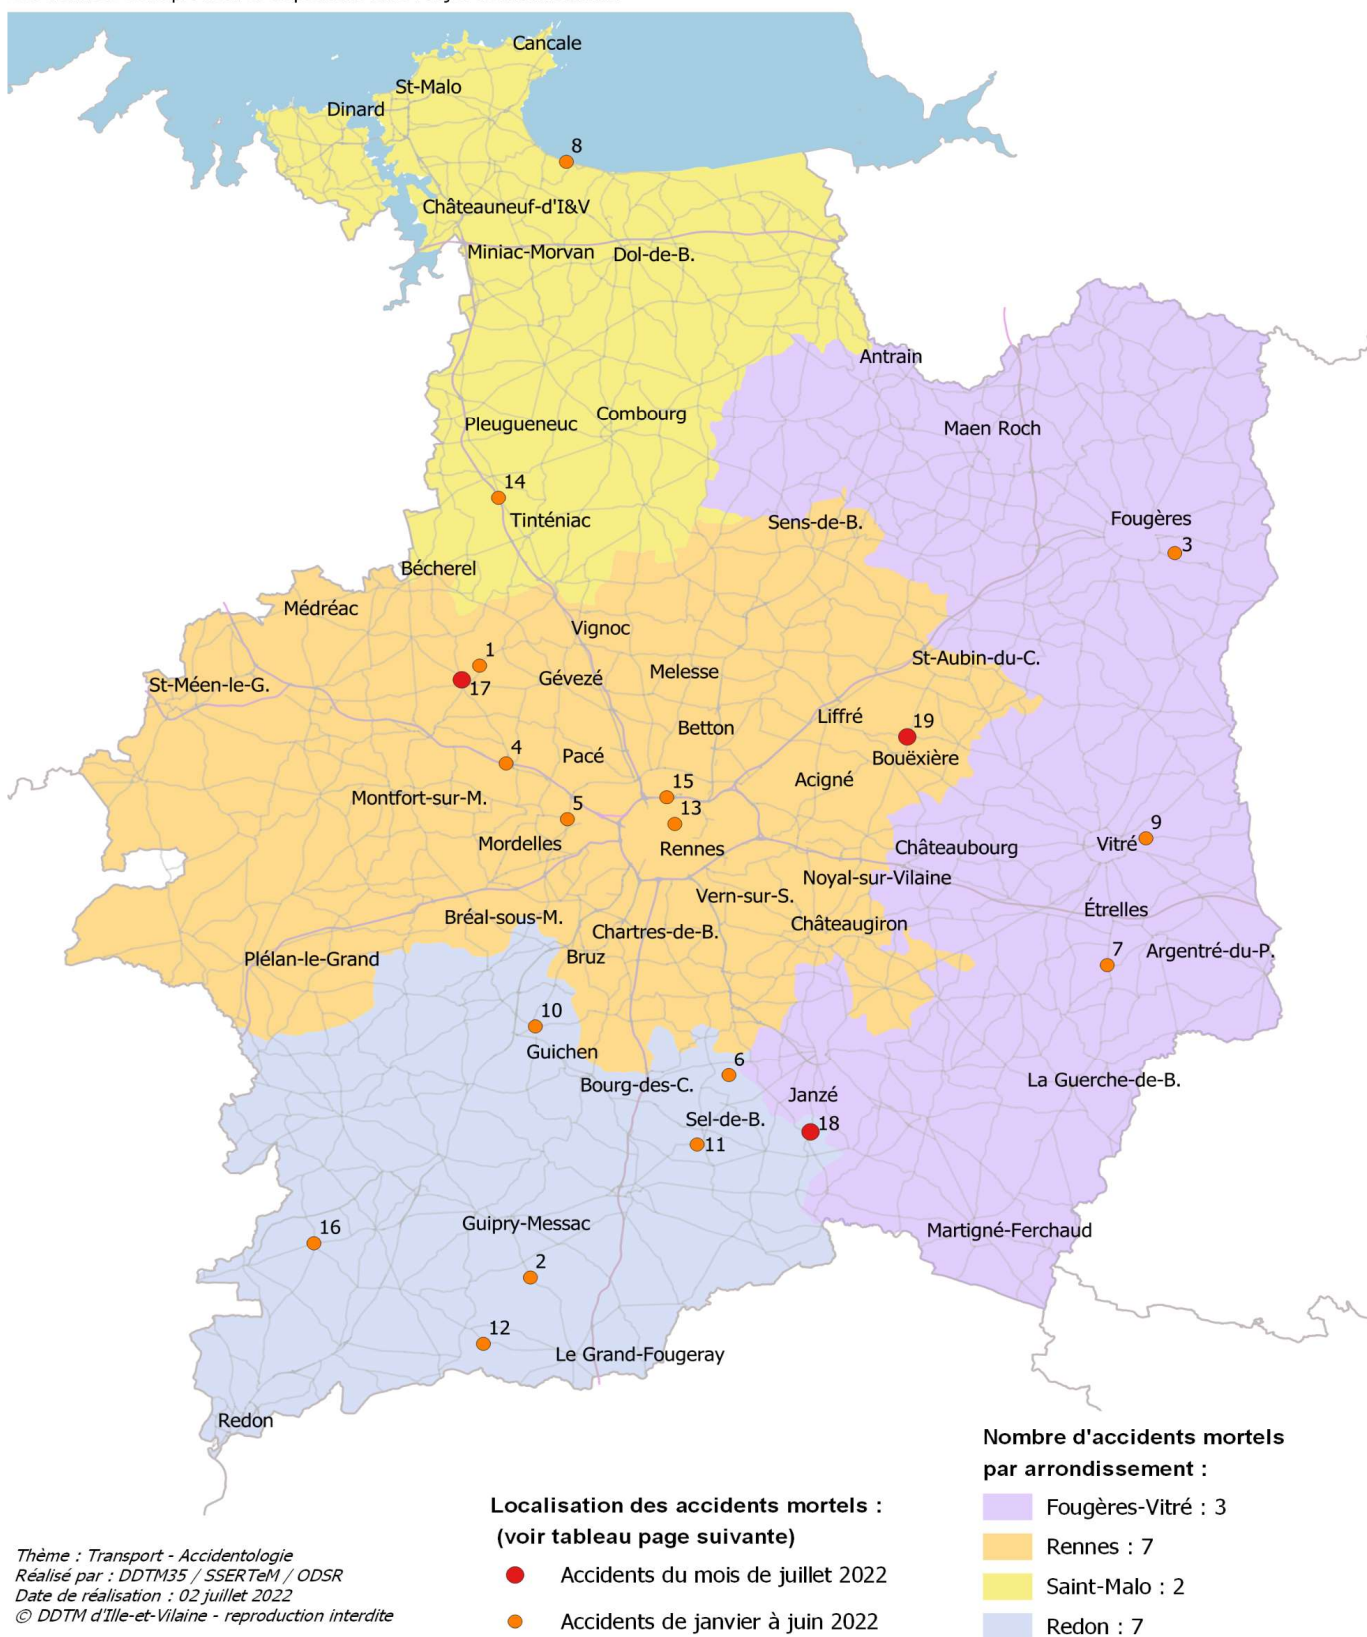 Cancale
St-Malo
Dinard
8
Châteauneuf-d'I&V
Miniac-Morvan
Dol-de-B.
Antrain
Combourg
Pleugueneuc
Maen Roch
14
Tinténiac
Sens-de-B.
Fougères
3
Bécherel
Médréac
Vignoc
1
St-Aubin-du-C.
Melesse
Gévezé
St-Méen-le-G.
17
Liffré
19
Betton
4
Pacé
Bouëxière
Acigné
15
Montfort-sur-M.
5
13
9
Mordelles
Rennes
Châteaubourg
Vitré
Noyal-sur-Vilaine
Vern-sur-S.
Étrelles
Bréal-sous-M.
Châteaugiron
Chartres-de-B.
7
Argentré-du-P.
Plélan-le-Grand
Bruz
10
Guichen
6
La Guerche-de-B.
Bourg-des-C.
Janzé
Sel-de-B.
18
11
16
Guipry-Messac
Martigné-Ferchaud
2
12
Le Grand-Fougeray
Redon
Nombre d'accidents mortels
par arrondissement :
Fougères-Vitré : 3
Rennes : 7
Saint-Malo : 2
Redon : 7
Localisation des accidents mortels :
(voir tableau page suivante)
Accidents du mois de juillet 2022
Accidents de janvier à juin 2022
Thème : Transport - Accidentologie
Réalisé par : DDTM35 / SSERTeM / ODSR
Date de réalisation : 02 juillet 2022
© DDTM d'Ille-et-Vilaine - reproduction interdite